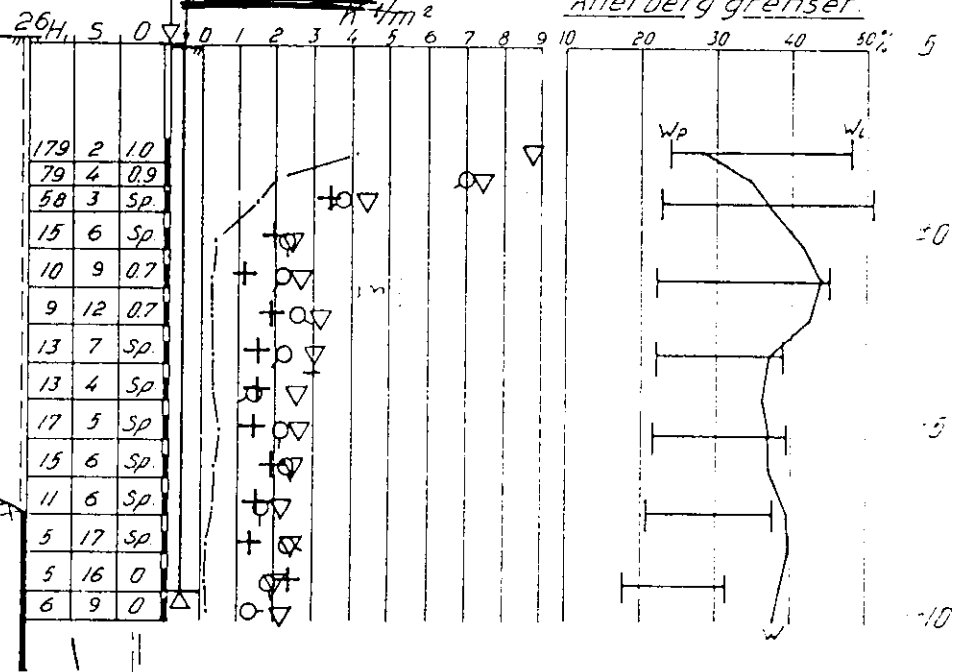 k t/m² Atterberg grenser.
26 H₁ S O 0 1 2 3 4 5 6 7 8 9 10 20 30 40 50% 5
Wp WL
179 2 1.0
79 4 0.9
58 3 Sp.
15 6 Sp. ±0
10 9 0.7
9 12 0.7
13 7 Sp.
13 4 Sp.
17 5 Sp -5
15 6 Sp.
11 6 Sp.
5 17 Sp.
5 16 0
6 9 0 -10
W